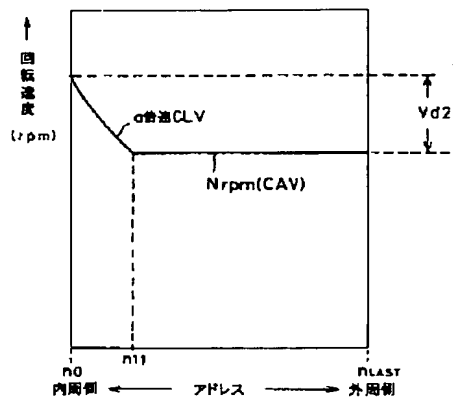 ↑
回転速度
(rpm)
a倍速CLV
Nrpm(CAV)
Vd2
n0
n11
nLAST
内周側 ← アドレス → 外周側